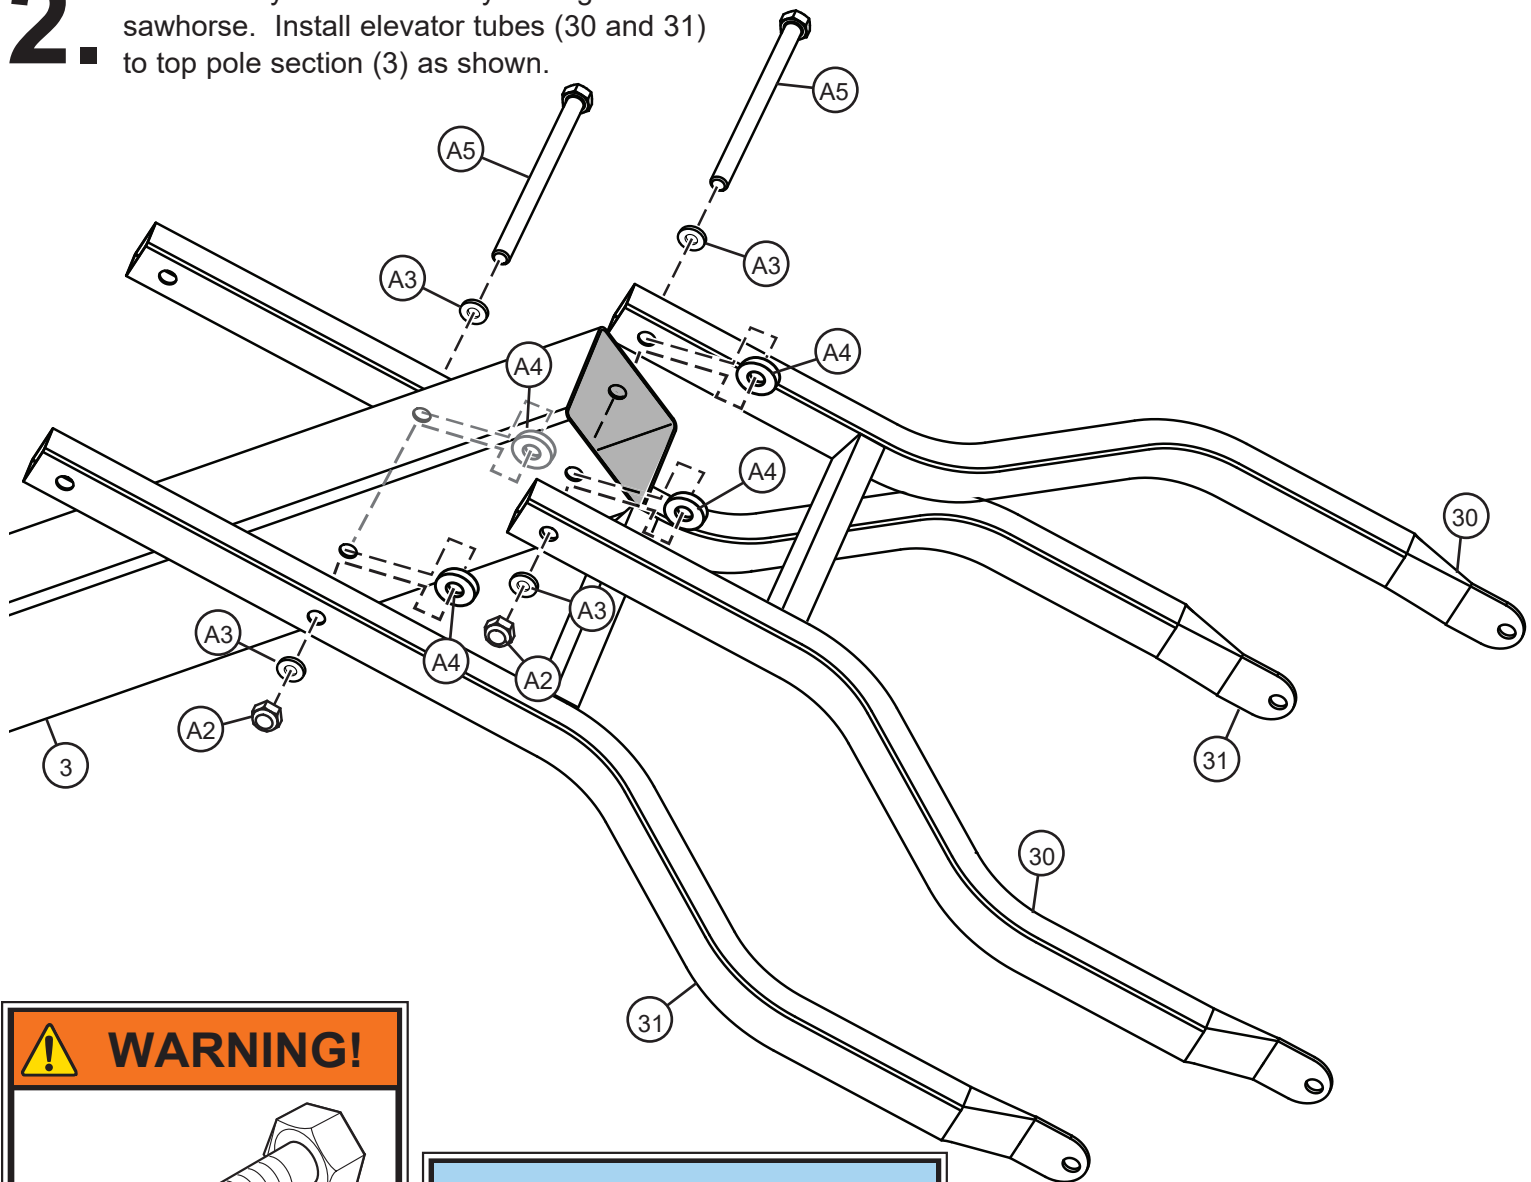 2.
sawhorse. Install elevator tubes (30 and 31)
to top pole section (3) as shown.
A5
A5
A3
A3
A4
A4
A4
30
A3
A3
A4
A2
A2
3
31
30
31
WARNING!